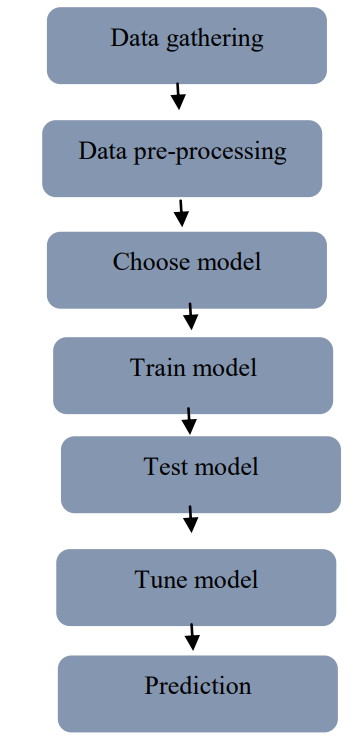 Data gathering
Data pre-processing
Choose model
Train model
Test model
Tune model
Prediction